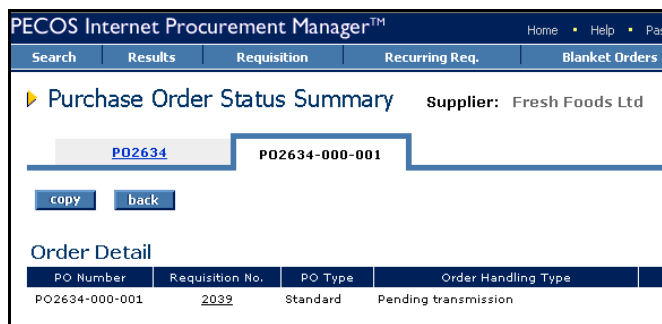 PECOS Internet Procurement Manager™ Home • Help •
Search Results Requisition Recurring Req. Blanket Orders
Purchase Order Status Summary Supplier: Fresh Foods Ltd
PO2634 PO2634-000-001
copy back
Order Detail
PO Number Requisition No. PO Type Order Handling Type
PO2634-000-001 2039 Standard Pending transmission